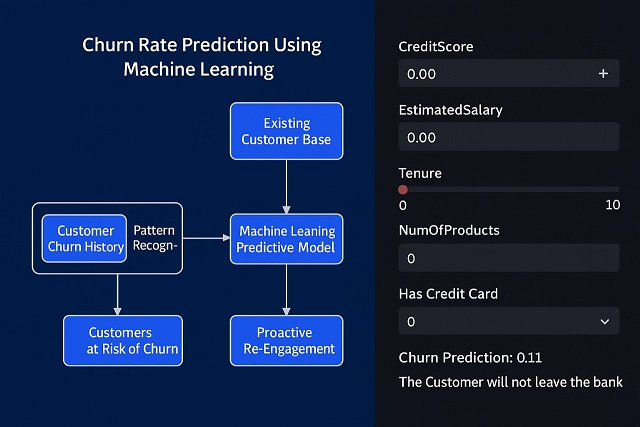 Churn Rate Prediction Using
Machine Learning
Existing
Customer Base
Customer
Churn History
Pattern
Recogn-
Machine Leaning
Predictive Model
Customers
at Risk of Churn
Proactive
Re-Engagement
CreditScore
0.00 +
EstimatedSalary
0.00
Tenure
0 10
NumOfProducts
0
Has Credit Card
0
Churn Prediction: 0.11
The Customer will not leave the bank